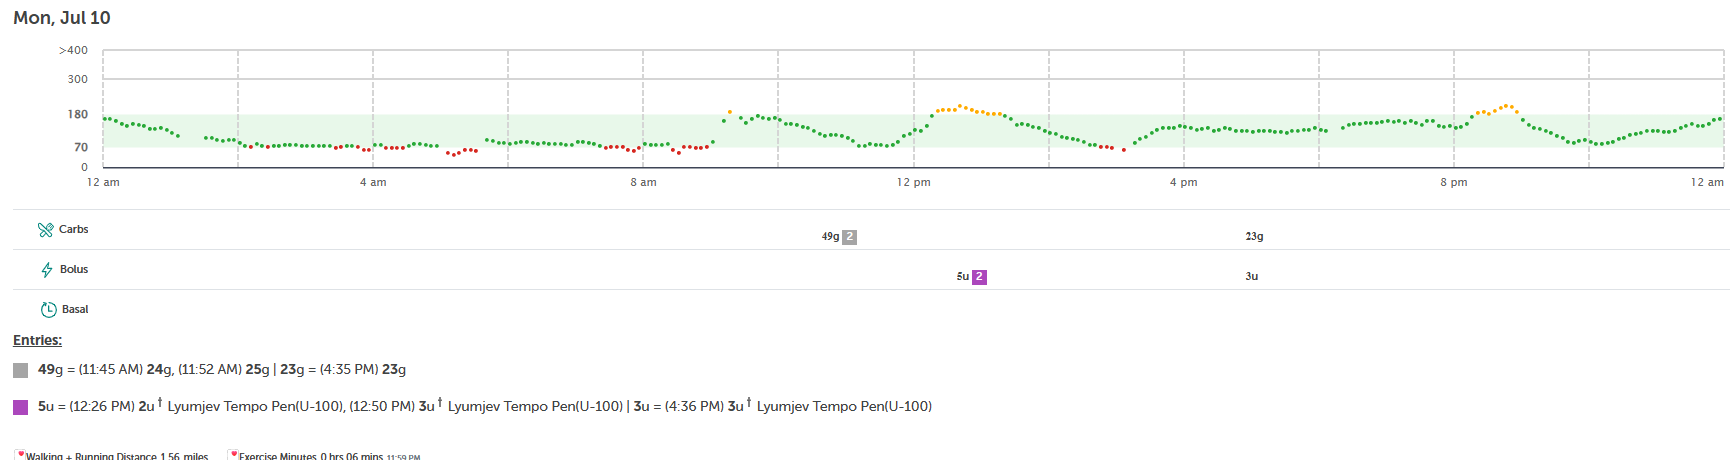 Mon, Jul 10
>400
300
180
70
0
12 am 4 am 8 am 12 pm 4 pm 8 pm 12 am
Carbs 49g 2 23g
Bolus 5u 2 3u
Basal
Entries:
49g = (11:45 AM) 24g, (11:52 AM) 25g | 23g = (4:35 PM) 23g
5u = (12:26 PM) 2u† Lyumjev Tempo Pen(U-100), (12:50 PM) 3u† Lyumjev Tempo Pen(U-100) | 3u = (4:36 PM) 3u† Lyumjev Tempo Pen(U-100)
Walking + Running Distance 1.56 miles Exercise Minutes 0 hrs 06 mins 11:59 PM